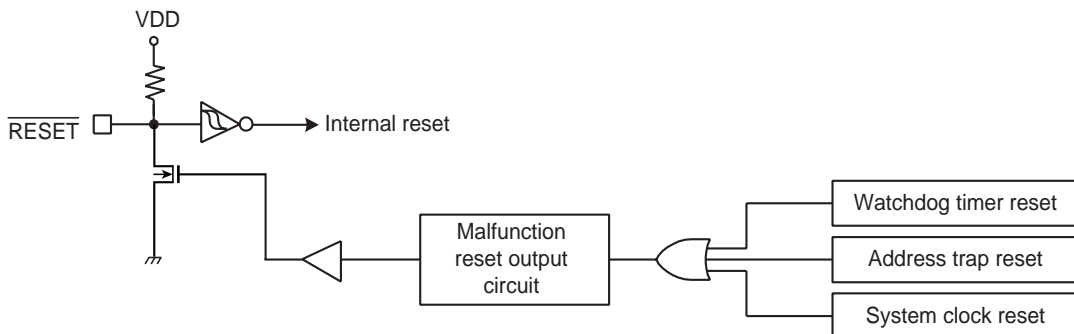 VDD
RESET
Internal reset
Malfunction
reset output
circuit
Watchdog timer reset
Address trap reset
System clock reset